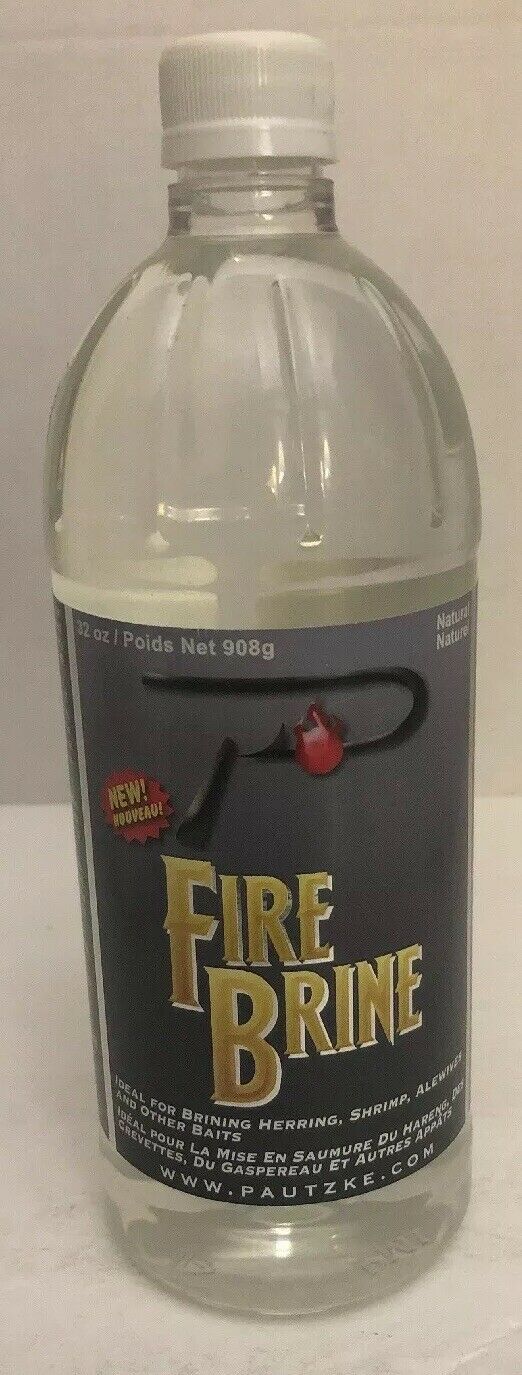 32 oz / Poids Net 908g
Natural
Naturel
NEW!
NOUVEAU!
FIRE
BRINE
IDEAL FOR BRINING HERRING, SHRIMP, ALEWIVES
AND OTHER BAITS
IDÉAL POUR LA MISE EN SAUMURE DU HARENG, DES
CREVETTES, DU GASPEREAU ET AUTRES APPÂTS
WWW.PAUTZKE.COM